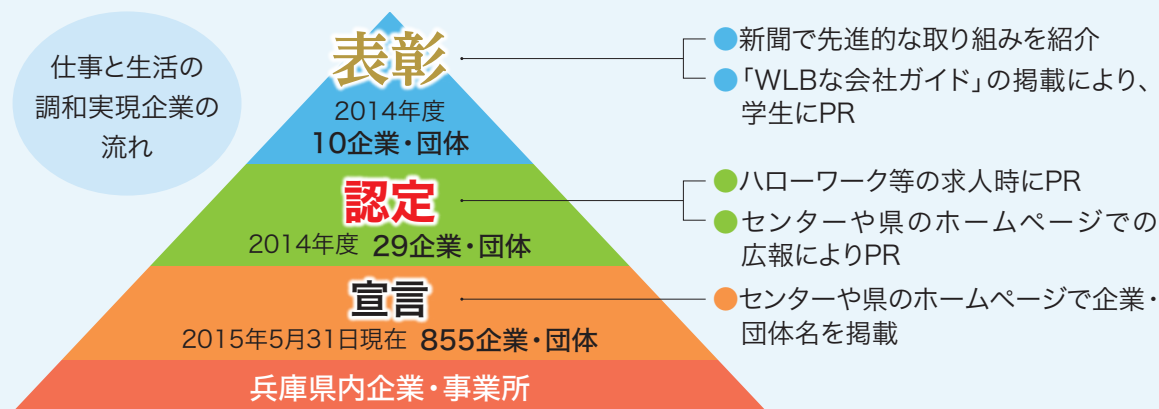 仕事と生活の
調和実現企業の
流れ
表彰
2014年度
10企業・団体
●新聞で先進的な取り組みを紹介
●「WLBな会社ガイド」の掲載により、
学生にPR
認定
2014年度 29企業・団体
●ハローワーク等の求人時にPR
●センターや県のホームページでの
広報によりPR
宣言
2015年5月31日現在 855企業・団体
●センターや県のホームページで企業・
団体名を掲載
兵庫県内企業・事業所